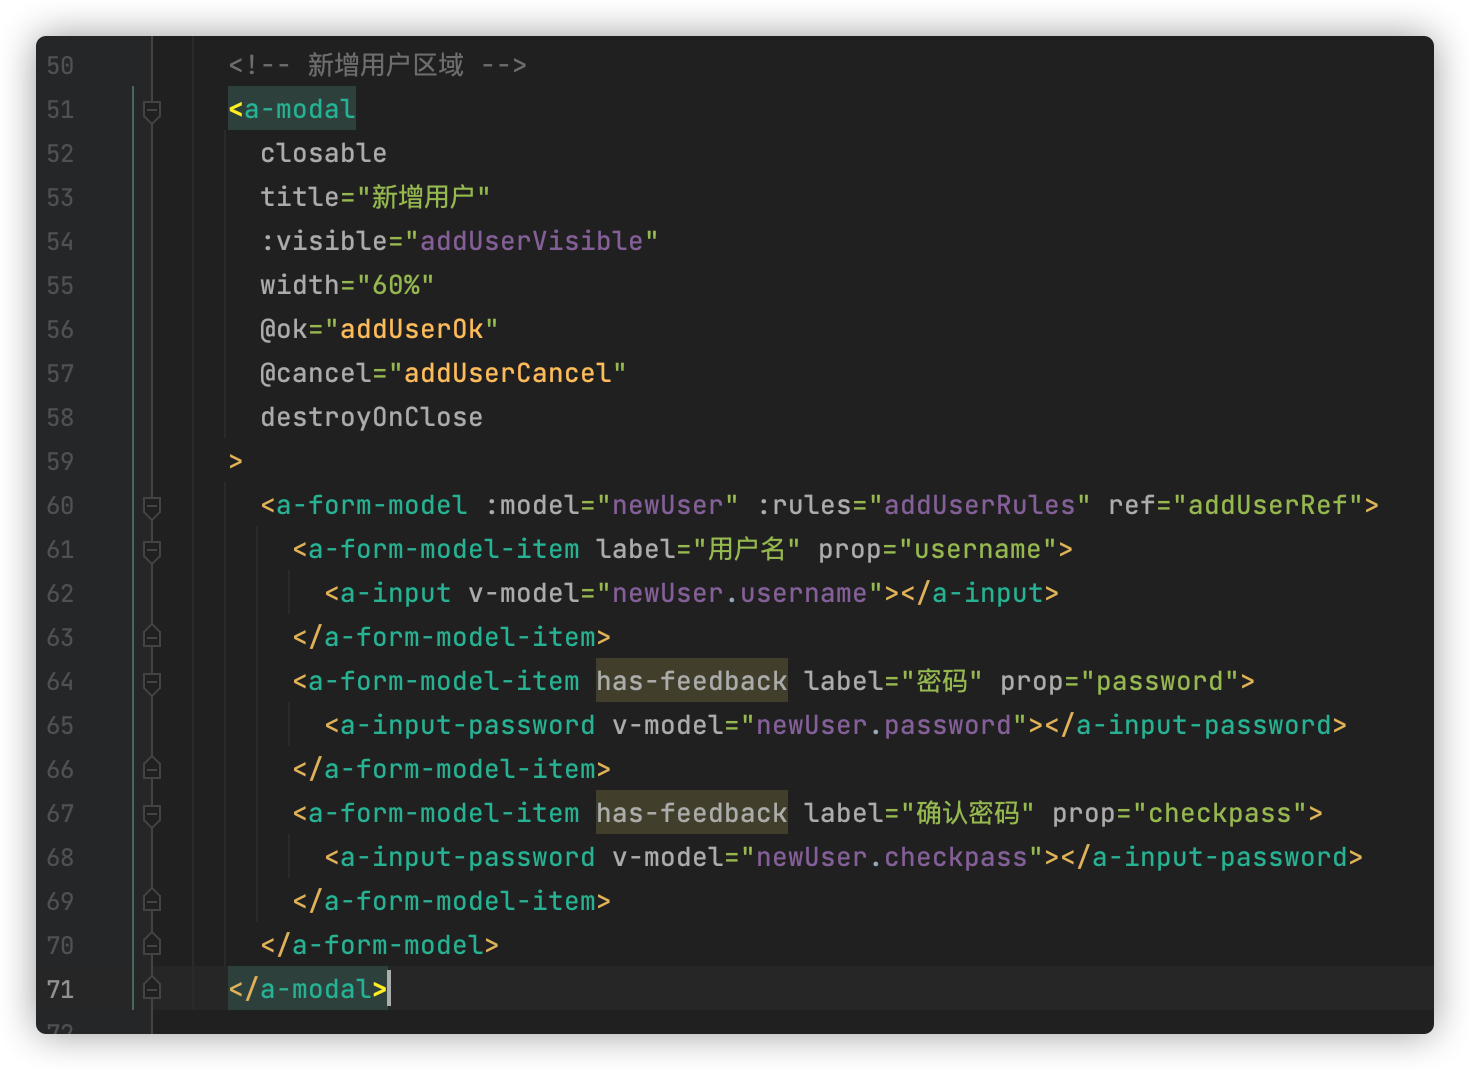 50 <!-- 新增用户区域 -->
51 <a-modal
52 closable
53 title="新增用户"
54 :visible="addUserVisible"
55 width="60%"
56 @ok="addUserOk"
57 @cancel="addUserCancel"
58 destroyOnClose
59 >
60 <a-form-model :model="newUser" :rules="addUserRules" ref="addUserRef">
61 <a-form-model-item label="用户名" prop="username">
62 <a-input v-model="newUser.username"></a-input>
63 </a-form-model-item>
64 <a-form-model-item has-feedback label="密码" prop="password">
65 <a-input-password v-model="newUser.password"></a-input-password>
66 </a-form-model-item>
67 <a-form-model-item has-feedback label="确认密码" prop="checkpass">
68 <a-input-password v-model="newUser.checkpass"></a-input-password>
69 </a-form-model-item>
70 </a-form-model>
71 </a-modal>
72